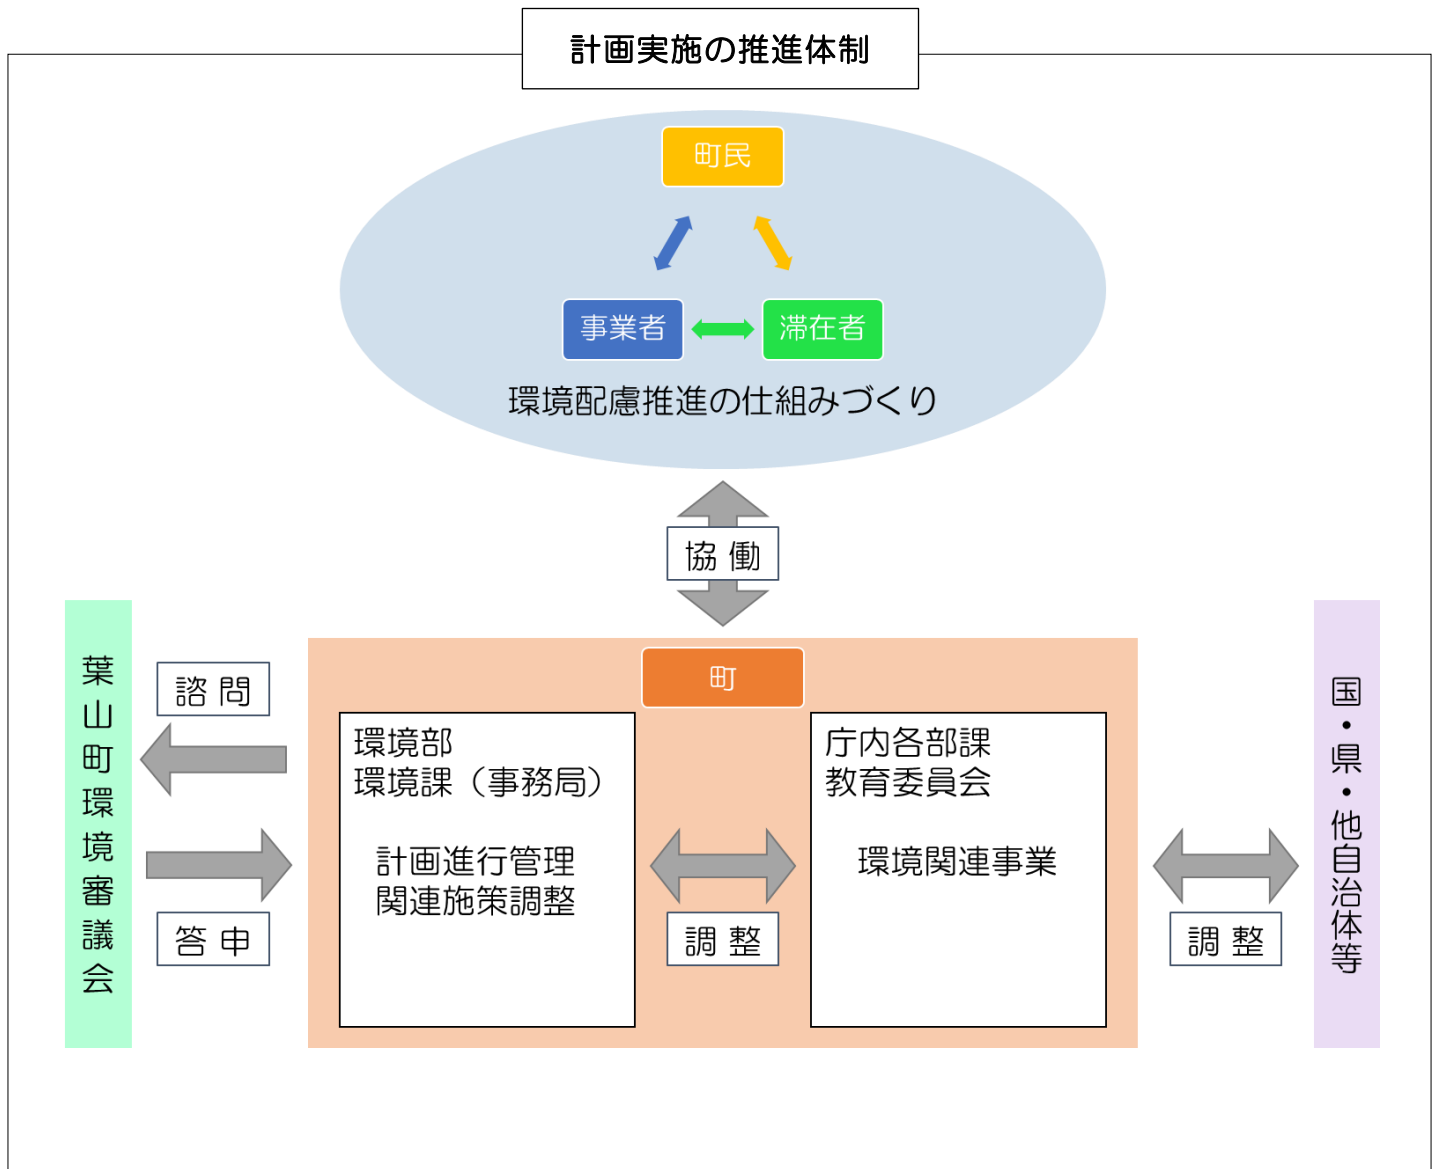 計画実施の推進体制
町民
事業者
滞在者
環境配慮推進の仕組みづくり
協働
葉山町環境審議会
諮問
答申
町
環境部
環境課（事務局）
計画進行管理
関連施策調整
調整
庁内各部課
教育委員会
環境関連事業
調整
国・県・他自治体等